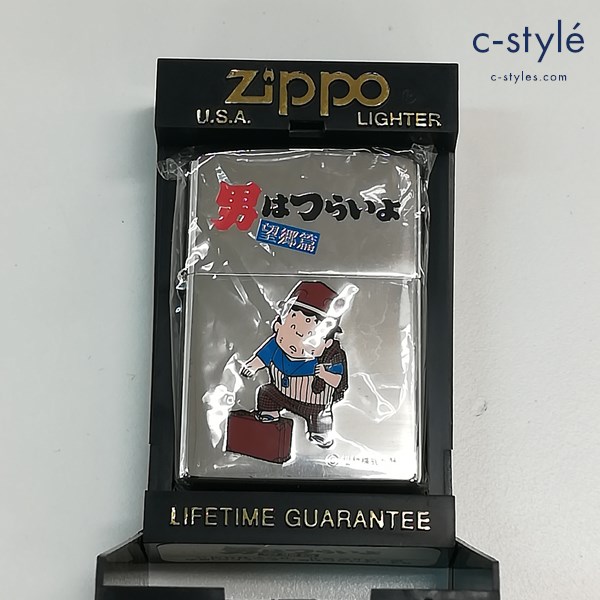 c-stylé
c-styles.com
Zippo
U.S.A. LIGHTER
男はつらいよ
望郷篇
©
LIFETIME GUARANTEE